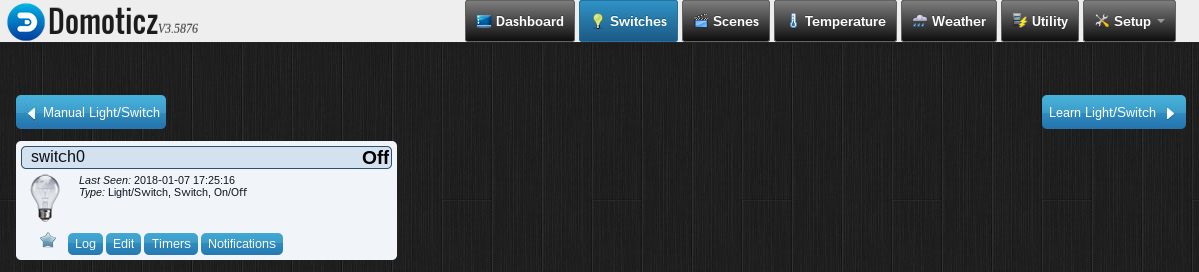 Domoticz V3.5876
Dashboard Switches Scenes Temperature Weather Utility Setup
Manual Light/Switch Learn Light/Switch
switch0 Off
Last Seen: 2018-01-07 17:25:16
Type: Light/Switch, Switch, On/Off
Log Edit Timers Notifications